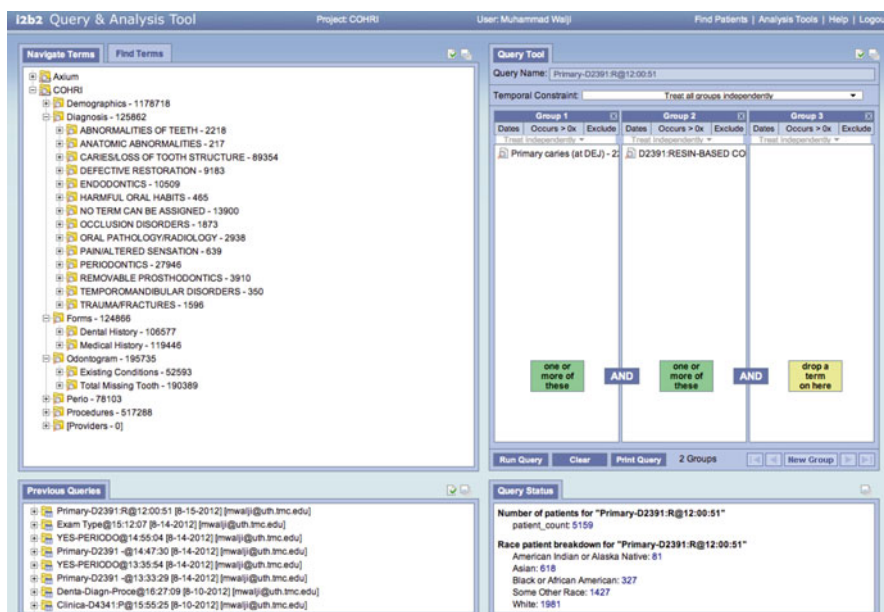 i2b2 Query & Analysis Tool Project: COHRI User: Muhammad Walji Find Patients | Analysis Tools | Help | Logou
Navigate Terms Find Terms
Axium
COHRI
Demographics - 1178718
Diagnosis - 125862
ABNORMALITIES OF TEETH - 2218
ANATOMIC ABNORMALITIES - 217
CARIES/LOSS OF TOOTH STRUCTURE - 89354
DEFECTIVE RESTORATION - 9183
ENDODONTICS - 10509
HARMFUL ORAL HABITS - 465
NO TERM CAN BE ASSIGNED - 13900
OCCLUSION DISORDERS - 1873
ORAL PATHOLOGY/RADIOLOGY - 2938
PAIN/ALTERED SENSATION - 639
PERIODONTICS - 27946
REMOVABLE PROSTHODONTICS - 3910
TEMPOROMANDIBULAR DISORDERS - 350
TRAUMA/FRACTURES - 1596
Forms - 124866
Dental History - 106577
Medical History - 119446
Odontogram - 195735
Existing Conditions - 52593
Total Missing Tooth - 190389
Perio - 78103
Procedures - 517288
[Providers - 0]
Query Tool
Query Name: Primary-D2391:R@12:00:51
Temporal Constraint: Treat all groups independently
Group 1 Group 2 Group 3
Dates Occurs > 0x Exclude Dates Occurs > 0x Exclude Dates Occurs > 0x Exclude
Treat independently Treat independently Treat independently
Primary caries (at DEJ) - 22 D2391:RESIN-BASED CO
one or more of these AND one or more of these AND drop a term on here
Run Query Clear Print Query 2 Groups New Group
Previous Queries
Primary-D2391:R@12:00:51 [8-15-2012] [mwalji@uth.tmc.edu]
Exam Type@15:12:07 [8-14-2012] [mwalji@uth.tmc.edu]
YES-PERIODO@14:55:04 [8-14-2012] [mwalji@uth.tmc.edu]
Primary-D2391 -@14:47:30 [8-14-2012] [mwalji@uth.tmc.edu]
YES-PERIODO@13:35:54 [8-14-2012] [mwalji@uth.tmc.edu]
Primary-D2391 -@13:33:29 [8-14-2012] [mwalji@uth.tmc.edu]
Denta-Diagn-Proce@16:27:09 [8-10-2012] [mwalji@uth.tmc.edu]
Clinica-D4341:P@15:55:25 [8-10-2012] [mwalji@uth.tmc.edu]
Query Status
Number of patients for "Primary-D2391:R@12:00:51"
patient_count: 5159
Race patient breakdown for "Primary-D2391:R@12:00:51"
American Indian or Alaska Native: 81
Asian: 618
Black or African American: 327
Some Other Race: 1427
White: 1981